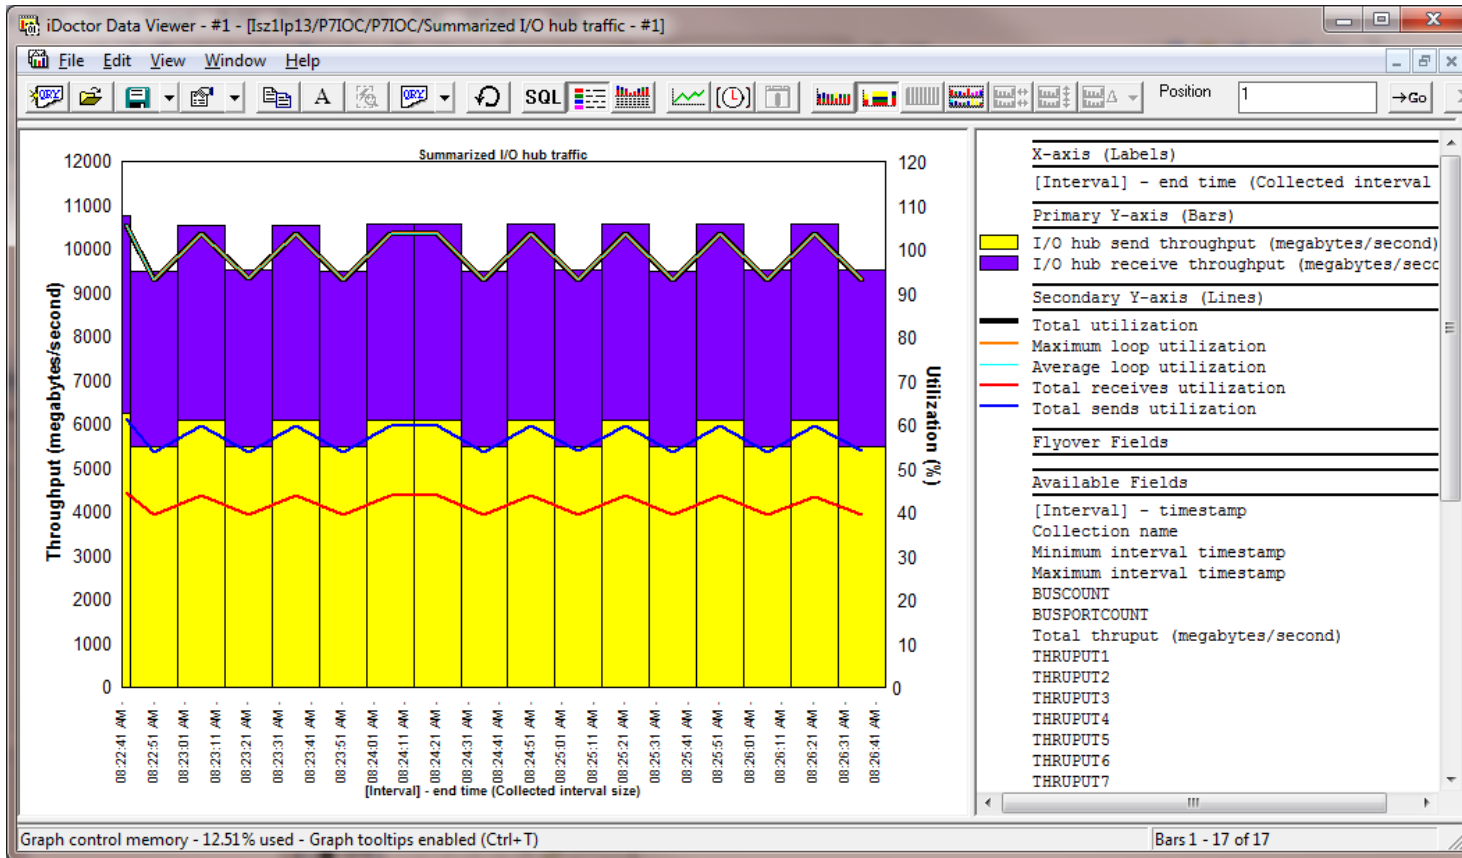 iDoctor Data Viewer - #1 - [Isz1lp13/P7IOC/P7IOC/Summarized I/O hub traffic - #1]
File Edit View Window Help
QRY A QRY SQL Position 1 →Go
Summarized I/O hub traffic
12000
11000
10000
9000
8000
7000
6000
5000
4000
3000
2000
1000
0
Throughput (megabytes/second)
120
110
100
90
80
70
60
50
40
30
20
10
0
Utilization (%)
08:22:41 AM -
08:22:51 AM -
08:23:01 AM -
08:23:11 AM -
08:23:21 AM -
08:23:31 AM -
08:23:41 AM -
08:23:51 AM -
08:24:01 AM -
08:24:11 AM -
08:24:21 AM -
08:24:31 AM -
08:24:41 AM -
08:24:51 AM -
08:25:01 AM -
08:25:11 AM -
08:25:21 AM -
08:25:31 AM -
08:25:41 AM -
08:25:51 AM -
08:26:01 AM -
08:26:11 AM -
08:26:21 AM -
08:26:31 AM -
08:26:41 AM -
[Interval] - end time (Collected interval size)
X-axis (Labels)
[Interval] - end time (Collected interval
Primary Y-axis (Bars)
I/O hub send throughput (megabytes/second)
I/O hub receive throughput (megabytes/sec
Secondary Y-axis (Lines)
Total utilization
Maximum loop utilization
Average loop utilization
Total receives utilization
Total sends utilization
Flyover Fields
Available Fields
[Interval] - timestamp
Collection name
Minimum interval timestamp
Maximum interval timestamp
BUSCOUNT
BUSPORTCOUNT
Total thruput (megabytes/second)
THRUPUT1
THRUPUT2
THRUPUT3
THRUPUT4
THRUPUT5
THRUPUT6
THRUPUT7
Graph control memory - 12.51% used - Graph tooltips enabled (Ctrl+T)
Bars 1 - 17 of 17